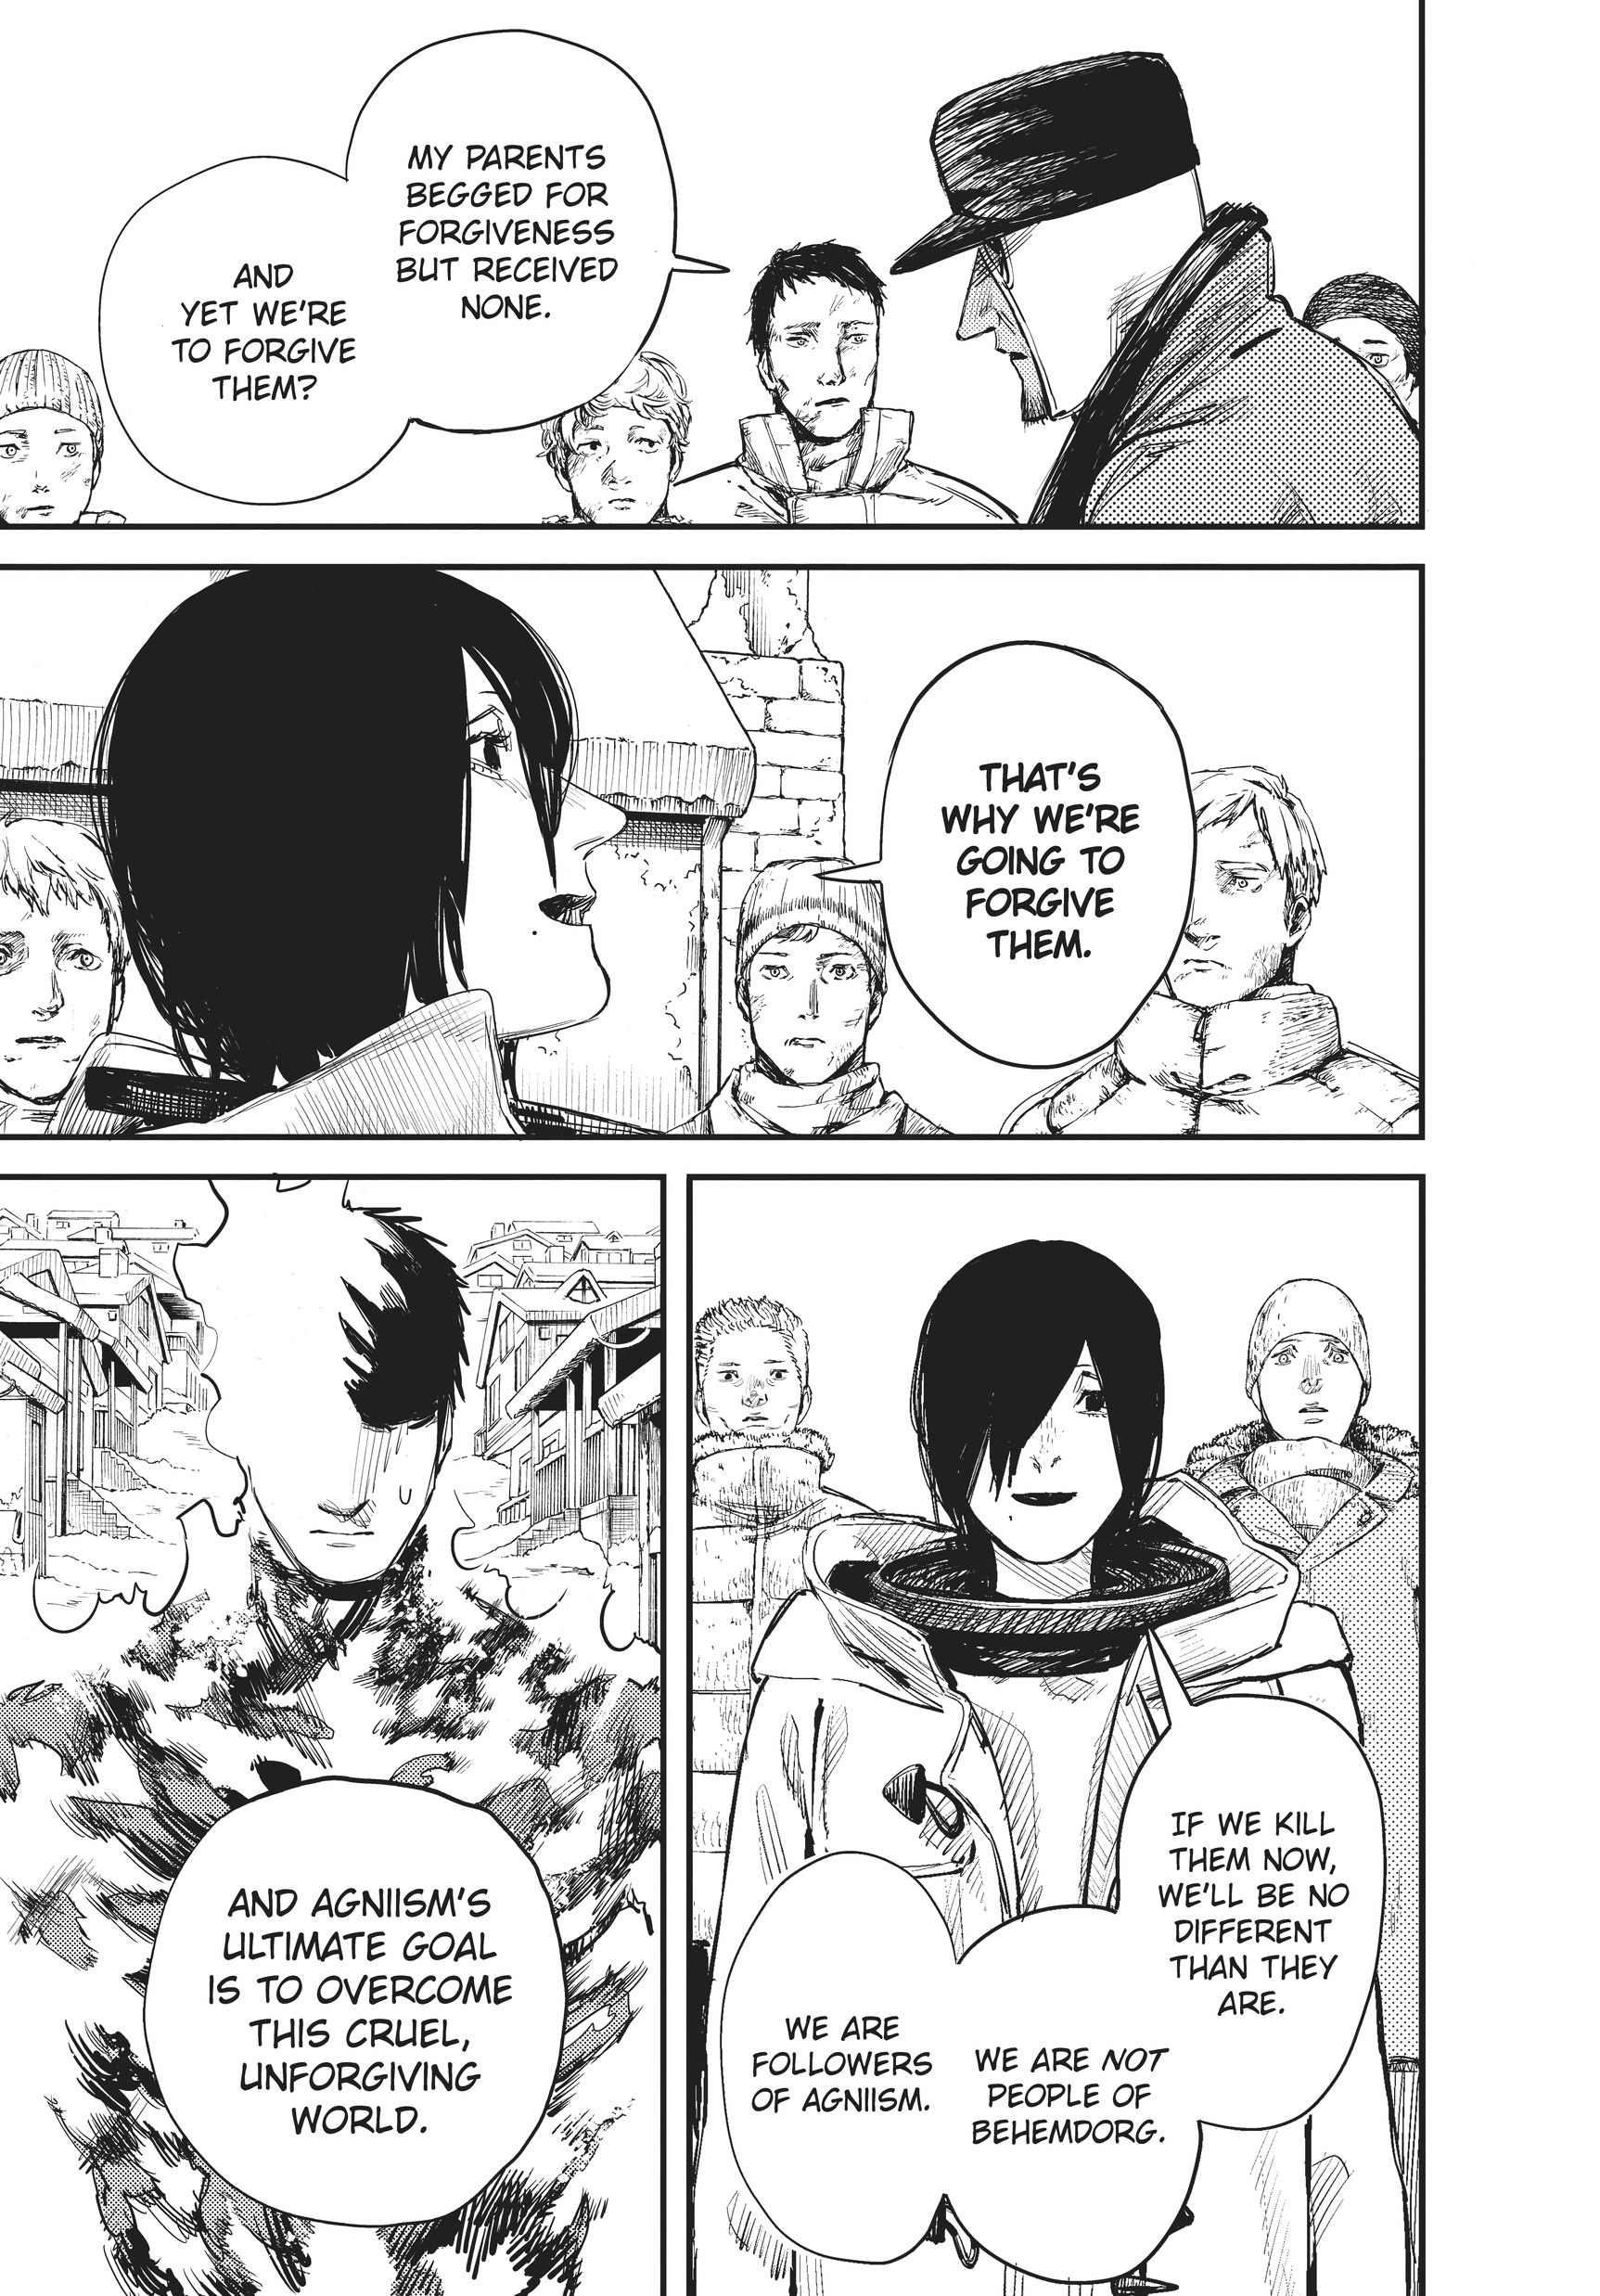 MY PARENTS
BEGGED FOR
FORGIVENESS
BUT RECEIVED
NONE.
AND
YET WE'RE
TO FORGIVE
THEM?
THAT'S
WHY WE'RE
GOING TO
FORGIVE
THEM.
IF WE KILL
THEM NOW,
WE'LL BE NO
DIFFERENT
THAN THEY
ARE.
WE ARE NOT
PEOPLE OF
BEHEMDORG.
WE ARE
FOLLOWERS
OF AGNIISM.
AND AGNIISM'S
ULTIMATE GOAL
IS TO OVERCOME
THIS CRUEL,
UNFORGIVING
WORLD.